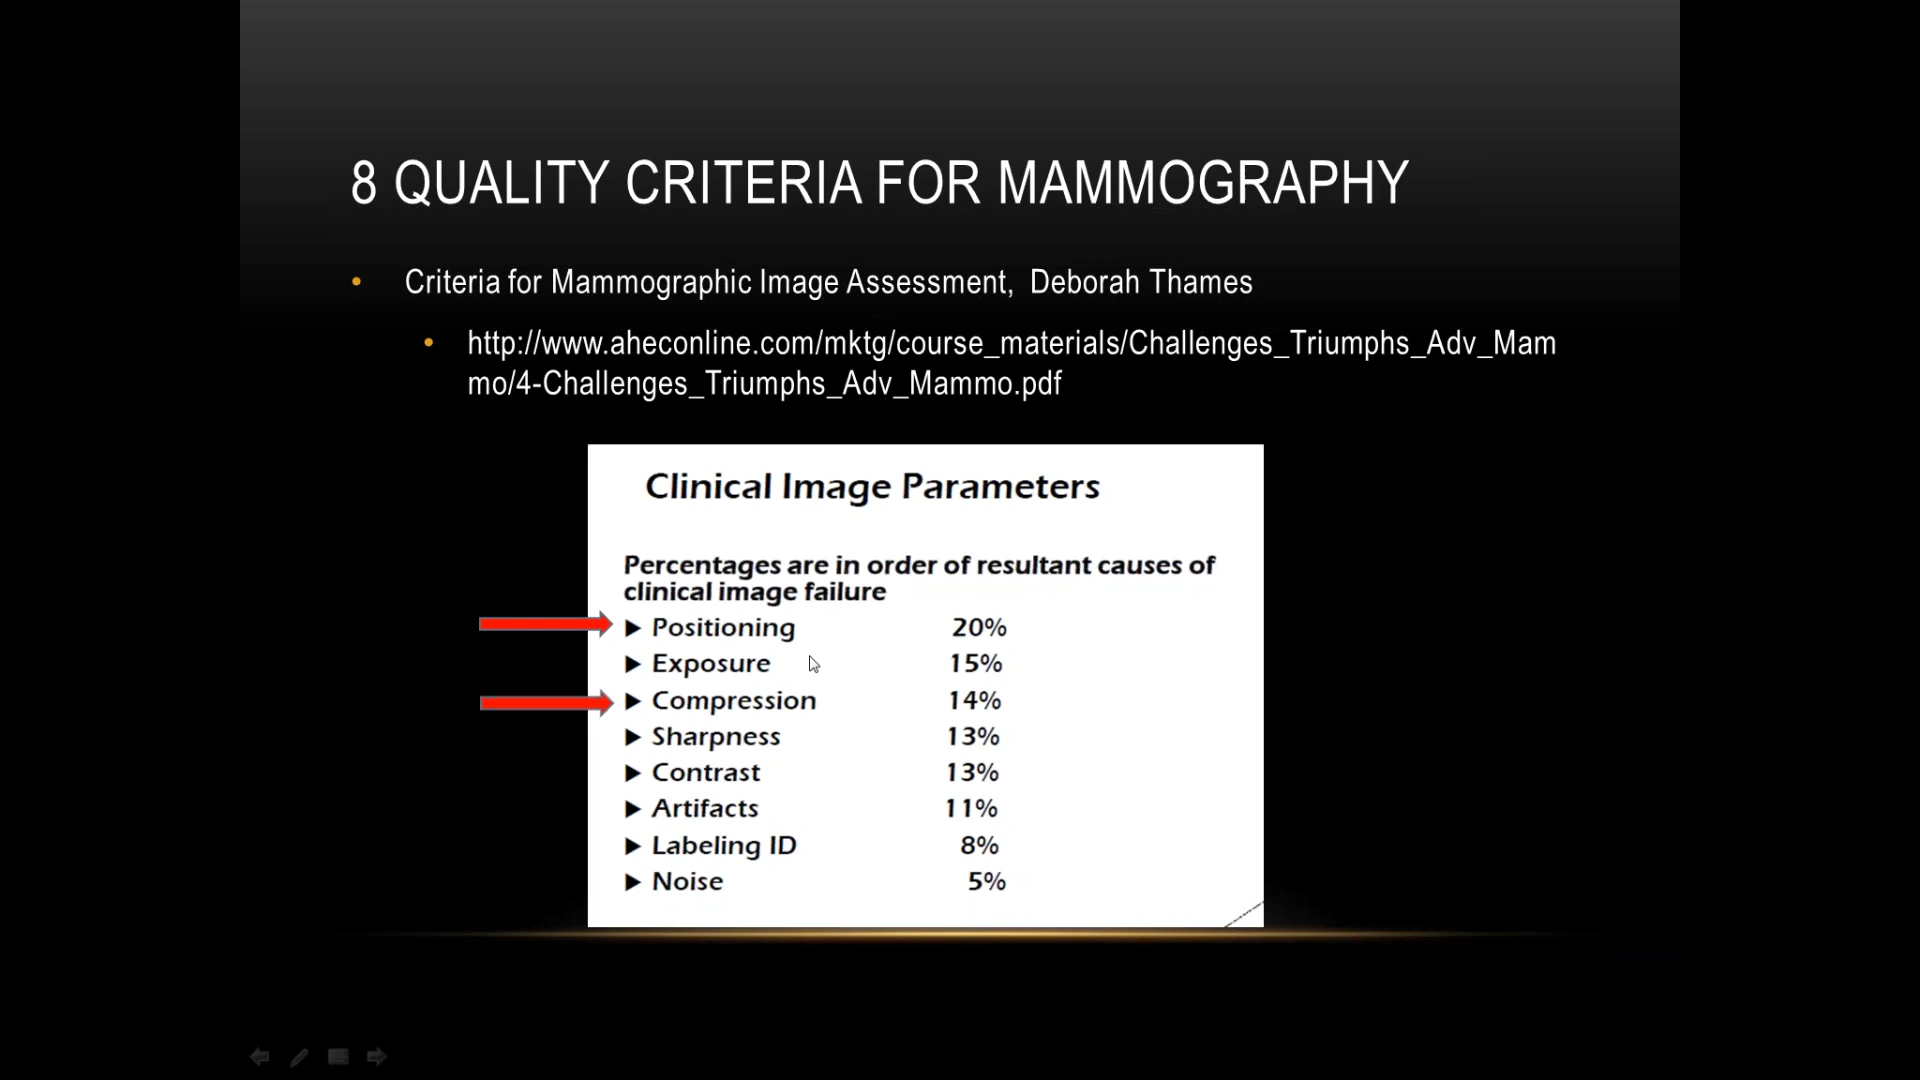 8 QUALITY CRITERIA FOR MAMMOGRAPHY
• Criteria for Mammographic Image Assessment, Deborah Thames
• http://www.aheconline.com/mktg/course_materials/Challenges_Triumphs_Adv_Mam
mo/4-Challenges_Triumphs_Adv_Mammo.pdf
Clinical Image Parameters
Percentages are in order of resultant causes of
clinical image failure
▶ Positioning 20%
▶ Exposure 15%
▶ Compression 14%
▶ Sharpness 13%
▶ Contrast 13%
▶ Artifacts 11%
▶ Labeling ID 8%
▶ Noise 5%